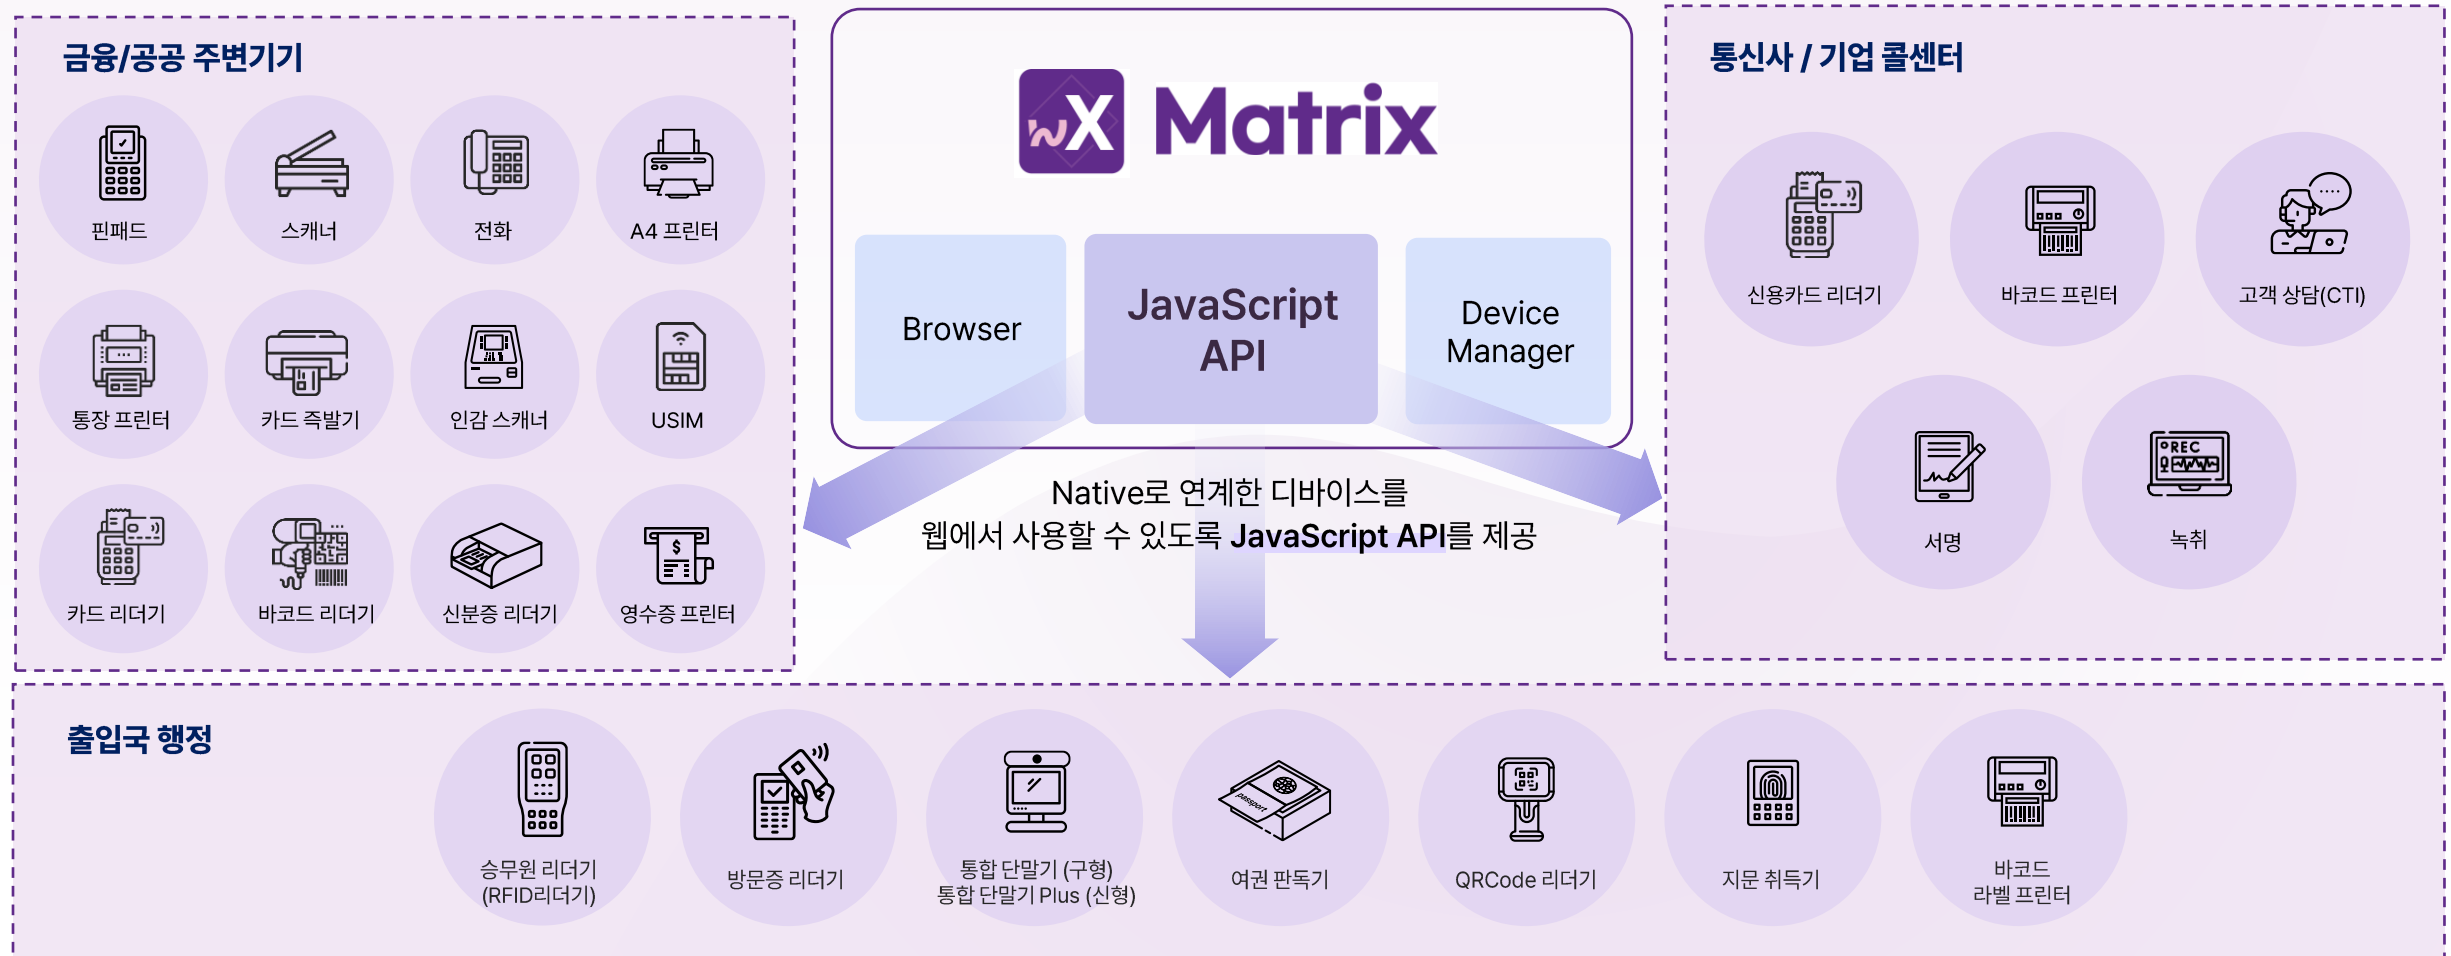 금융/공공 주변기기
핀패드
스캐너
전화
A4 프린터
통장 프린터
카드 즉발기
인감 스캐너
USIM
카드 리더기
바코드 리더기
신분증 리더기
영수증 프린터
wX Matrix
Browser
JavaScript
API
Device
Manager
Native로 연계한 디바이스를
웹에서 사용할 수 있도록 JavaScript API를 제공
통신사 / 기업 콜센터
신용카드 리더기
바코드 프린터
고객 상담(CTI)
서명
REC
녹취
출입국 행정
승무원 리더기
(RFID리더기)
방문증 리더기
통합 단말기 (구형)
통합 단말기 Plus (신형)
passport
여권 판독기
QRCode 리더기
지문 취득기
바코드
라벨 프린터